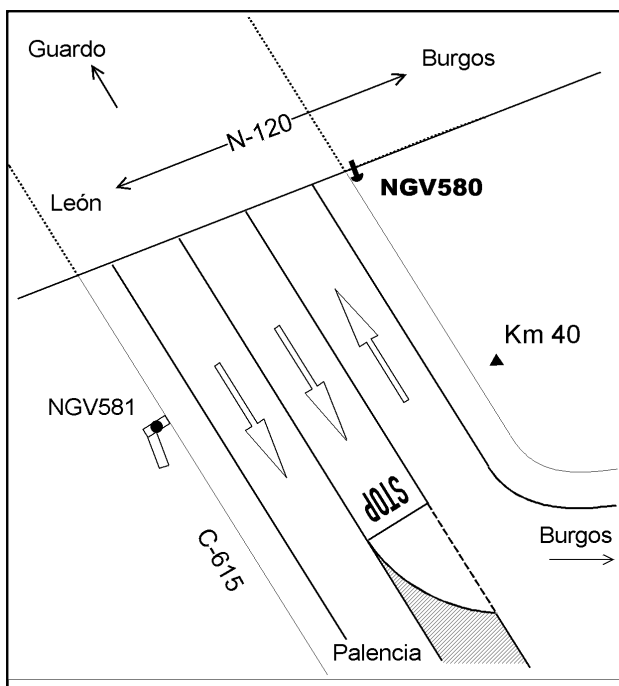 Guardo
Burgos
N-120
León
NGV580
Km 40
NGV581
STOP
C-615
Burgos
Palencia